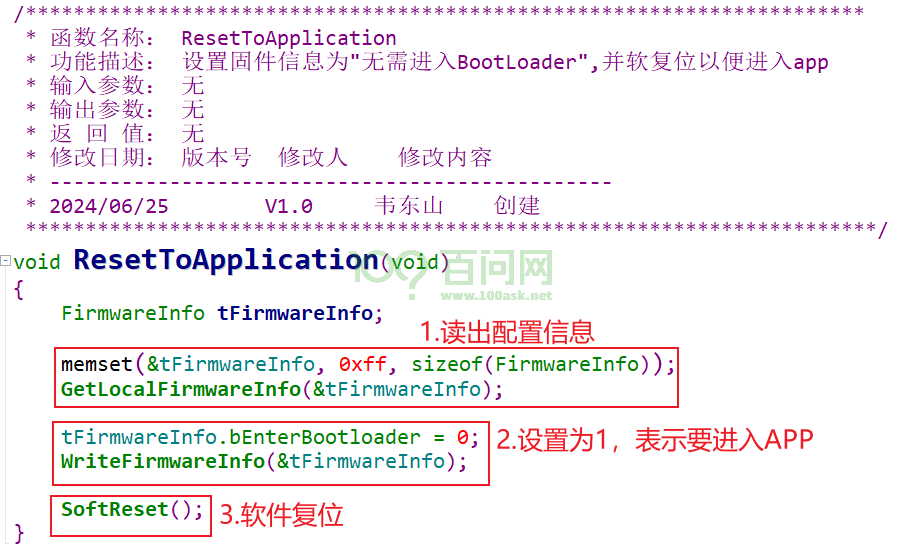 /**********************************************************************
* 函数名称： ResetToApplication
* 功能描述： 设置固件信息为"无需进入BootLoader",并软复位以便进入app
* 输入参数： 无
* 输出参数： 无
* 返 回 值： 无
* 修改日期： 版本号 修改人 修改内容
* -----------------------------------------------
* 2024/06/25 V1.0 韦东山 创建
***********************************************************************/
void ResetToApplication(void)
百问网
www.100ask.net
{
FirmwareInfo tFirmwareInfo;
1.读出配置信息
memset(&tFirmwareInfo, 0xff, sizeof(FirmwareInfo));
GetLocalFirmwareInfo(&tFirmwareInfo);
tFirmwareInfo.bEnterBootloader = 0;
2.设置为1，表示要进入APP
WriteFirmwareInfo(&tFirmwareInfo);
SoftReset();
3.软件复位
}